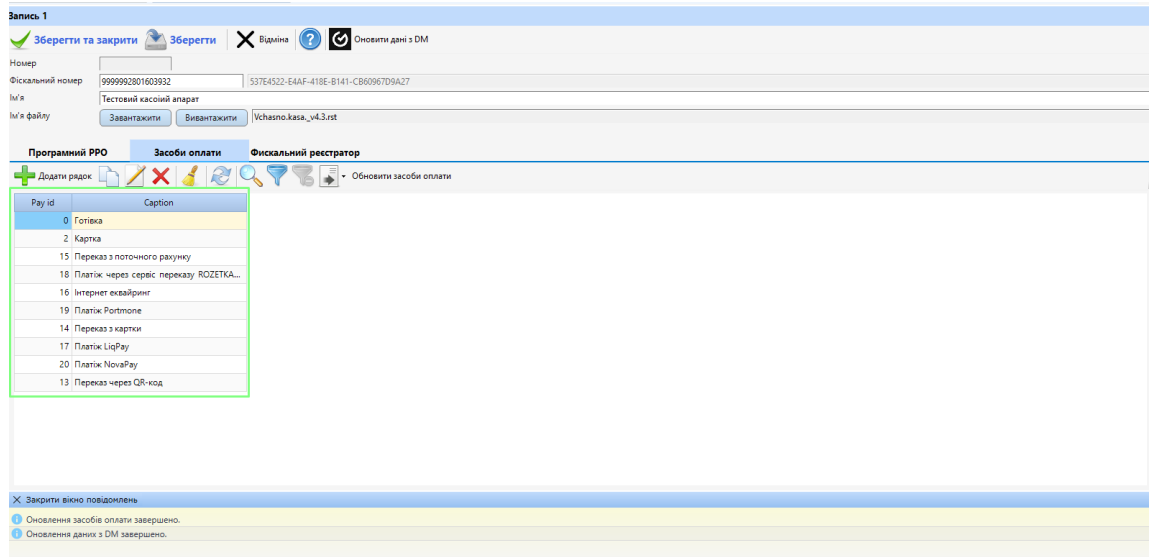 Запись 1
Зберегти та закрити Зберегти Відміна ? Оновити дані з DM
Номер
Фіскальний номер 9999992801603932 537E4522-E4AF-418E-B141-CB60967D9A27
Ім'я Тестовий касоіий апарат
Ім'я файлу Завантажити Вивантажити Vchasno.kasa._v4.3.rst
Програмний РРО Засоби оплати Фискальний реєстратор
Додати рядок Обновити засоби оплати
Pay id Caption
0 Готівка
2 Картка
15 Переказ з поточного рахунку
18 Платіж через сервіс переказу ROZETKA...
16 Інтернет еквайринг
19 Платіж Portmone
14 Переказ з картки
17 Платіж LiqPay
20 Платіж NovaPay
13 Переказ через QR-код
Закрити вікно повідомлень
Оновлення засобів оплати завершено.
Оновлення даних з DM завершено.